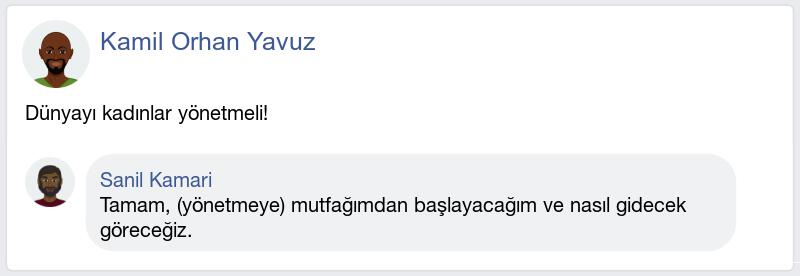 Kamil Orhan Yavuz
Dünyayı kadınlar yönetmeli!
Sanil Kamari
Tamam, (yönetmeye) mutfağımdan başlayacağım ve nasıl gidecek
göreceğiz.